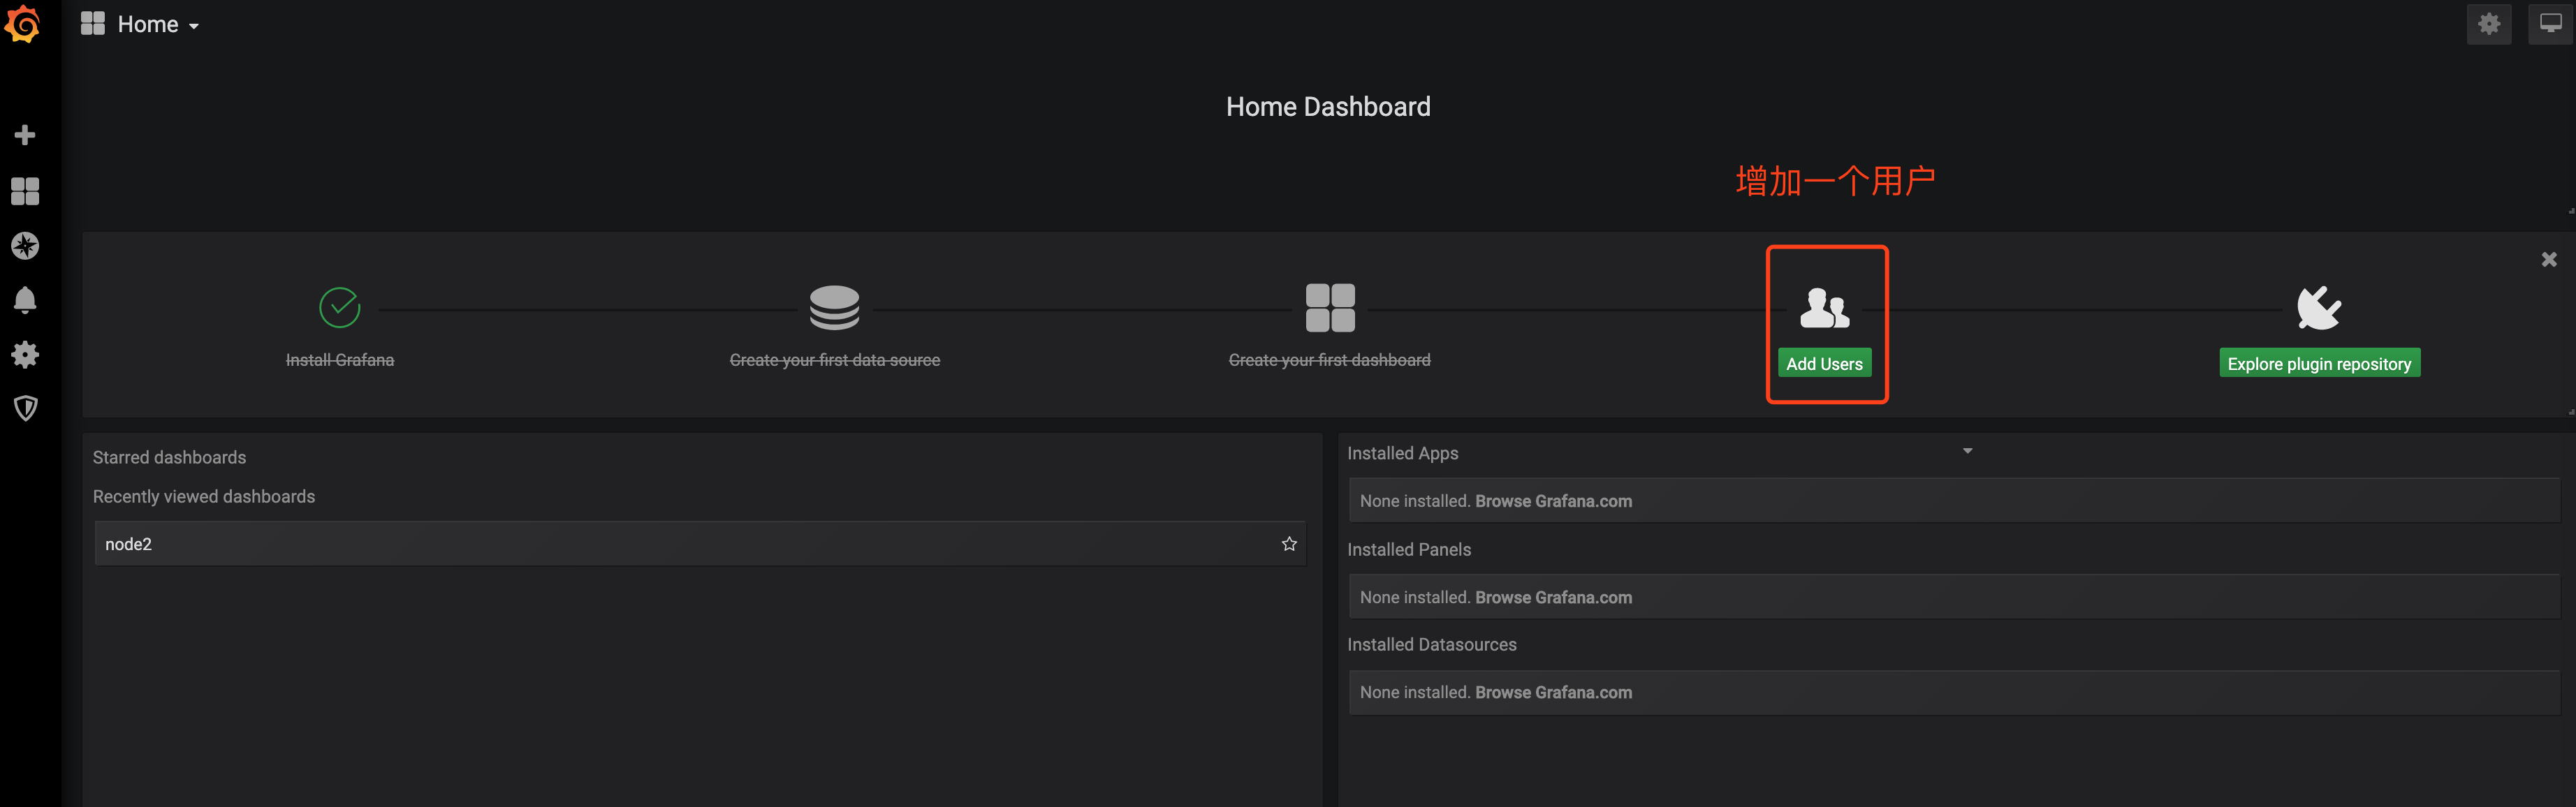 Home
Home Dashboard
增加一个用户
Install Grafana
Create your first data source
Create your first dashboard
Add Users
Explore plugin repository
Starred dashboards
Recently viewed dashboards
node2
Installed Apps
None installed. Browse Grafana.com
Installed Panels
None installed. Browse Grafana.com
Installed Datasources
None installed. Browse Grafana.com